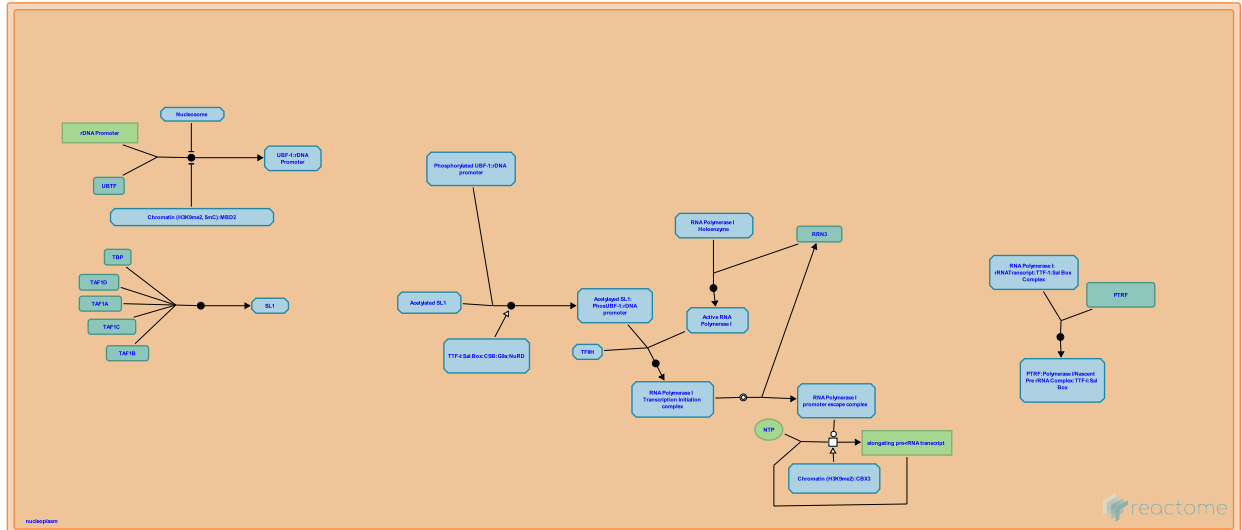 Nucleosome
rDNA Promoter
UBF-1:rDNA
Promoter
UBTF
Chromatin (H3K9me2, 5mC)::MBD2
TBP
TAF1D
TAF1A
TAF1C
TAF1B
SL1
Phosphorylated UBF-1:rDNA
promoter
Acetylated SL1
TTF-I:Sal Box:CSB:G9a:NuRD
Acetylayed SL1:
PhosUBF-1:rDNA
promoter
RNA Polymerase I
Holoenzyme
RRN3
Active RNA
Polymerase I
TFIIH
RNA Polymerase I
Transcription Initiation
complex
RNA Polymerase I
promoter escape complex
NTP
elongating pre-rRNA transcript
Chromatin (H3K9me2)::CBX3
RNA Polymerase I:
rRNATranscript:TTF-1:Sal Box
Complex
PTRF
PTRF:Polymerase I/Nascent
Pre rRNA Complex:TTF-I:Sal
Box
nucleoplasm
reactome